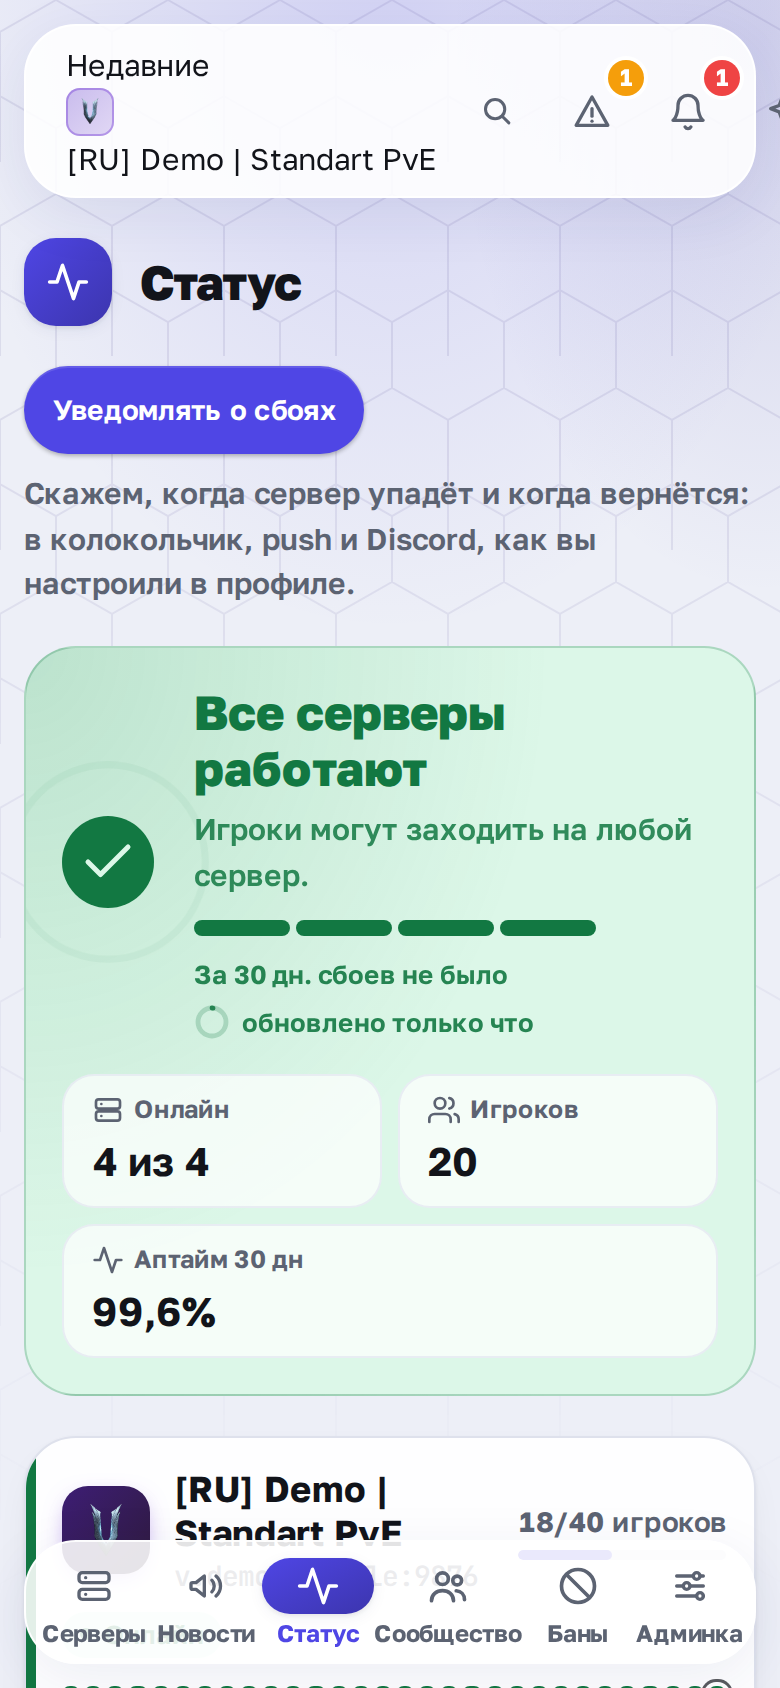 Недавние
[RU] Demo | Standart PvE
1
1
Статус
Уведомлять о сбоях
Скажем, когда сервер упадёт и когда вернётся:
в колокольчик, push и Discord, как вы
настроили в профиле.
Все серверы
работают
Игроки могут заходить на любой
сервер.
За 30 дн. сбоев не было
обновлено только что
Онлайн
4 из 4
Игроков
20
Аптайм 30 дн
99,6%
[RU] Demo |
Standart PvE
18/40 игроков
Серверы
Новости
Статус
Сообщество
Баны
Админка